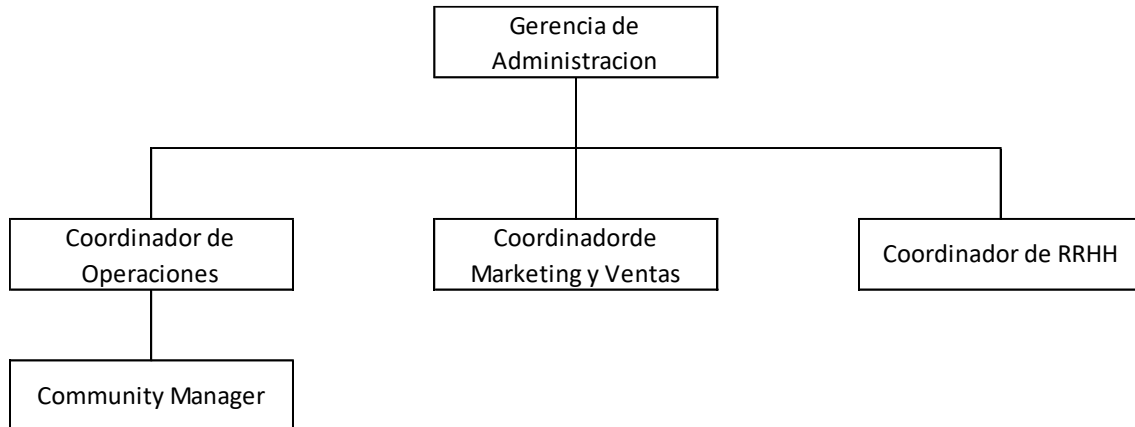 Gerencia de
Administracion
Coordinador de
Operaciones
Coordinadorde
Marketing y Ventas
Coordinador de RRHH
Community Manager